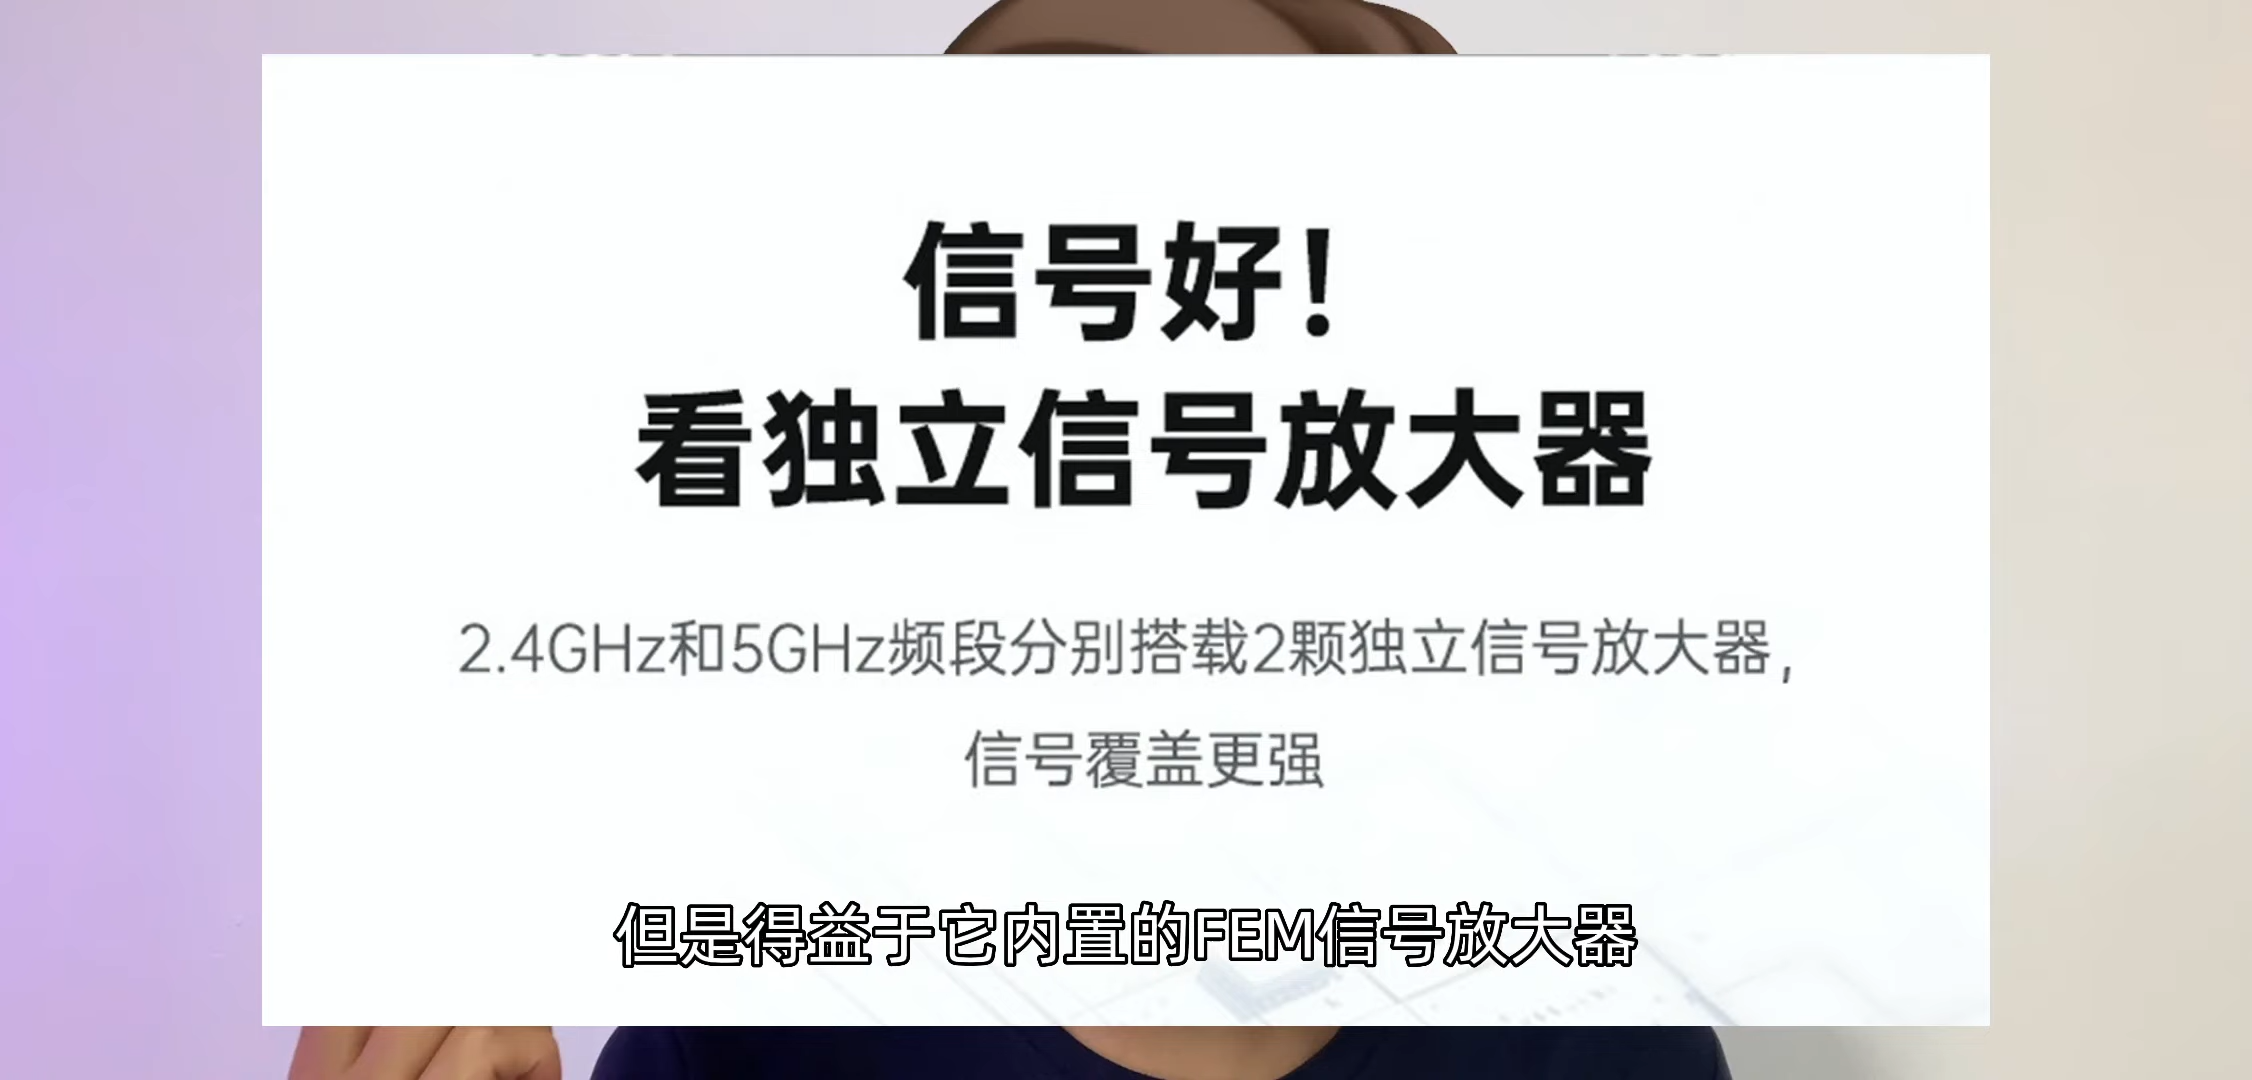 信号好！
看独立信号放大器
2.4GHz和5GHz频段分别搭载2颗独立信号放大器，
信号覆盖更强
但是得益于它内置的FEM信号放大器